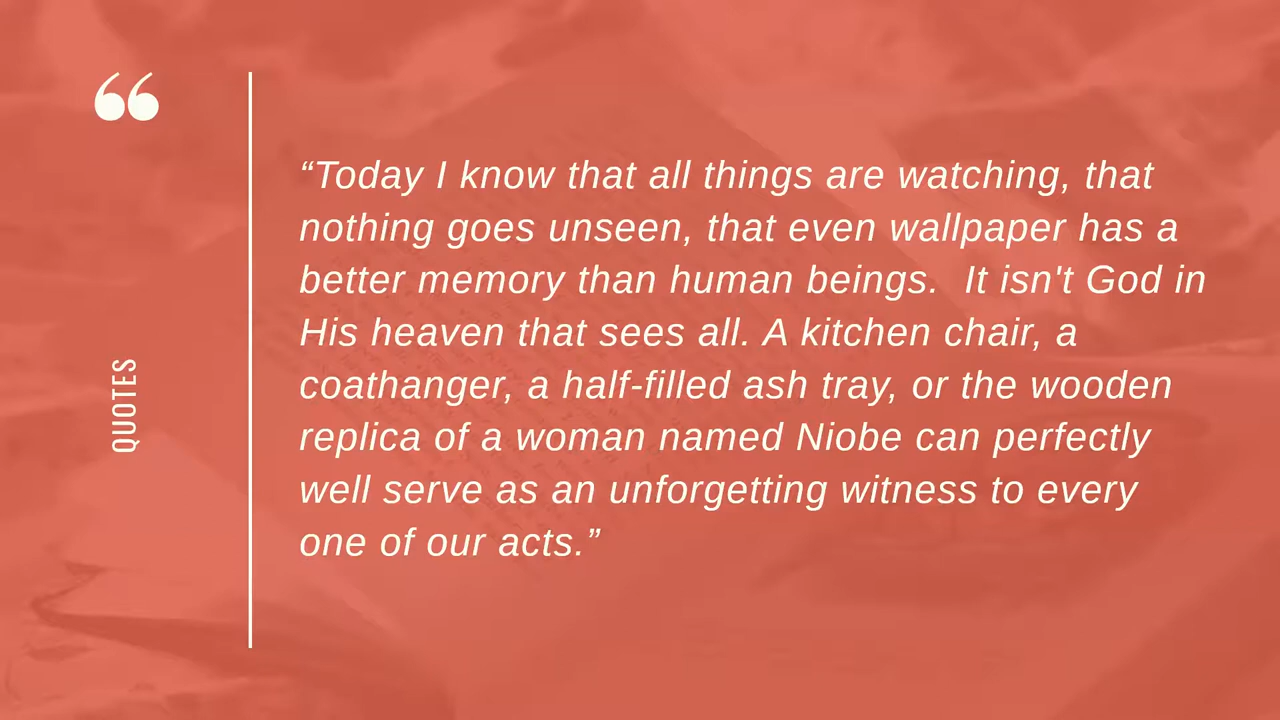 “Today I know that all things are watching, that
nothing goes unseen, that even wallpaper has a
better memory than human beings.  It isn't God in
His heaven that sees all. A kitchen chair, a
coathanger, a half-filled ash tray, or the wooden
replica of a woman named Niobe can perfectly
well serve as an unforgetting witness to every
one of our acts.”
QUOTES